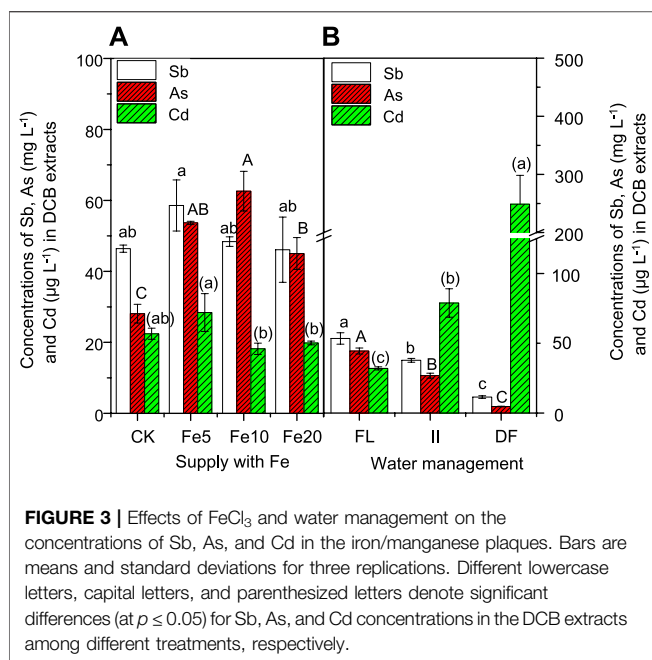 A
B
100
80
60
40
20
0
Concentrations of Sb, As (mg L⁻¹)
and Cd (µg L⁻¹) in DCB extracts
Sb
As
Cd
ab
C
(ab)
a
AB
(a)
ab
A
(b)
ab
B
(b)
CK Fe5 Fe10 Fe20
Supply with Fe
Sb
As
Cd
a
A
(c)
b
B
(b)
c
C
(a)
FL II DF
Water management
500
400
300
200
100
50
0
Concentrations of Sb, As (mg L⁻¹)
and Cd (µg L⁻¹) in DCB extracts
FIGURE 3 | Effects of FeCl₃ and water management on the
concentrations of Sb, As, and Cd in the iron/manganese plaques. Bars are
means and standard deviations for three replications. Different lowercase
letters, capital letters, and parenthesized letters denote significant
differences (at p ≤ 0.05) for Sb, As, and Cd concentrations in the DCB extracts
among different treatments, respectively.